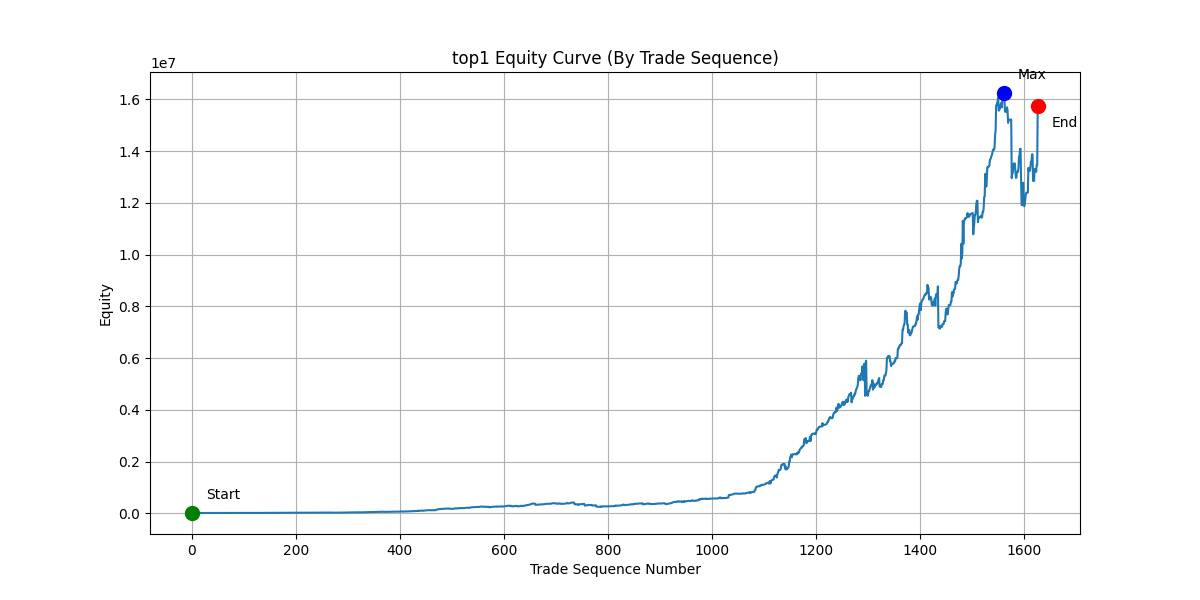 top1 Equity Curve (By Trade Sequence)
1e7
Max
1.6
End
1.4
1.2
1.0
0.8
0.6
0.4
0.2
Start
0.0
Equity
0 200 400 600 800 1000 1200 1400 1600
Trade Sequence Number